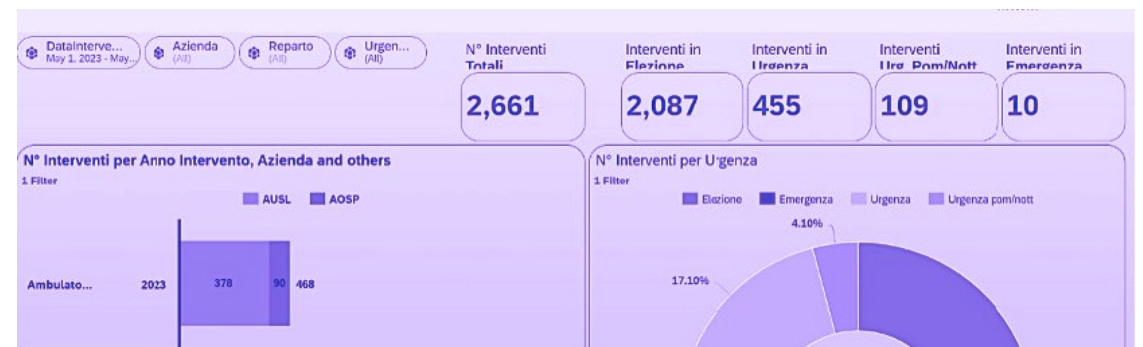 DataInterve...
May 1, 2023 - May...
Azienda
(All)
Reparto
(All)
Urgen...
(All)
N° Interventi
Totali
2,661
Interventi in
Elezione
2,087
Interventi in
Urgenza
455
Interventi
Urg. Pom/Nott
109
Interventi in
Emergenza
10
N° Interventi per Anno Intervento, Azienda and others
1 Filter
AUSL AOSP
Ambulato... 2023 378 90 468
N° Interventi per Urgenza
1 Filter
Elezione Emergenza Urgenza Urgenza pom/nott
4.10%
17.10%